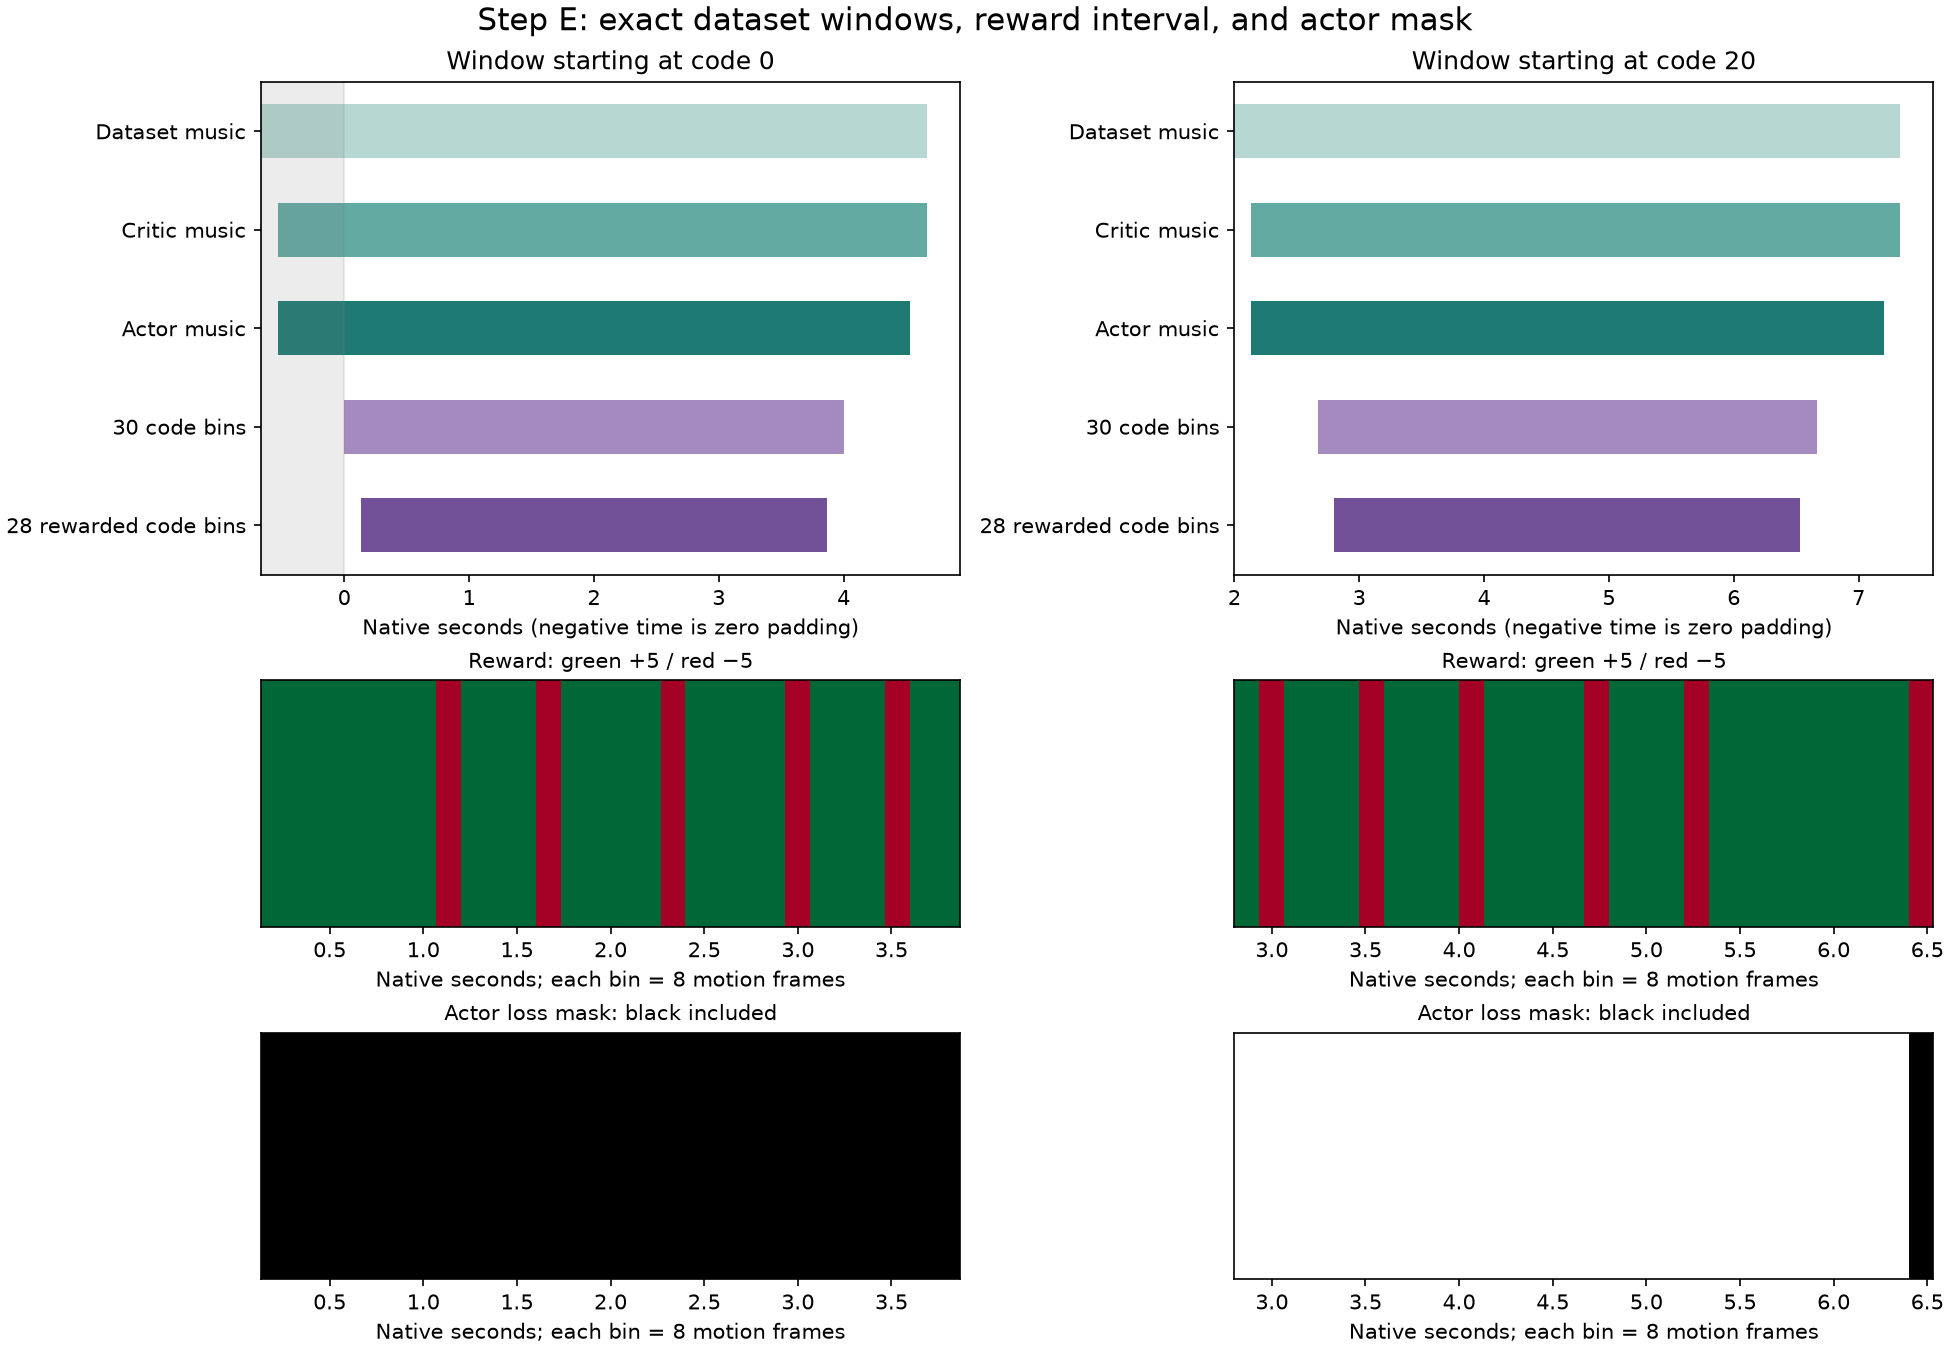 Step E: exact dataset windows, reward interval, and actor mask
Window starting at code 0
Dataset music
Critic music
Actor music
30 code bins
28 rewarded code bins
0 1 2 3 4
Native seconds (negative time is zero padding)
Window starting at code 20
Dataset music
Critic music
Actor music
30 code bins
28 rewarded code bins
2 3 4 5 6 7
Native seconds (negative time is zero padding)
Reward: green +5 / red −5
0.5 1.0 1.5 2.0 2.5 3.0 3.5
Native seconds; each bin = 8 motion frames
Reward: green +5 / red −5
3.0 3.5 4.0 4.5 5.0 5.5 6.0 6.5
Native seconds; each bin = 8 motion frames
Actor loss mask: black included
0.5 1.0 1.5 2.0 2.5 3.0 3.5
Native seconds; each bin = 8 motion frames
Actor loss mask: black included
3.0 3.5 4.0 4.5 5.0 5.5 6.0 6.5
Native seconds; each bin = 8 motion frames